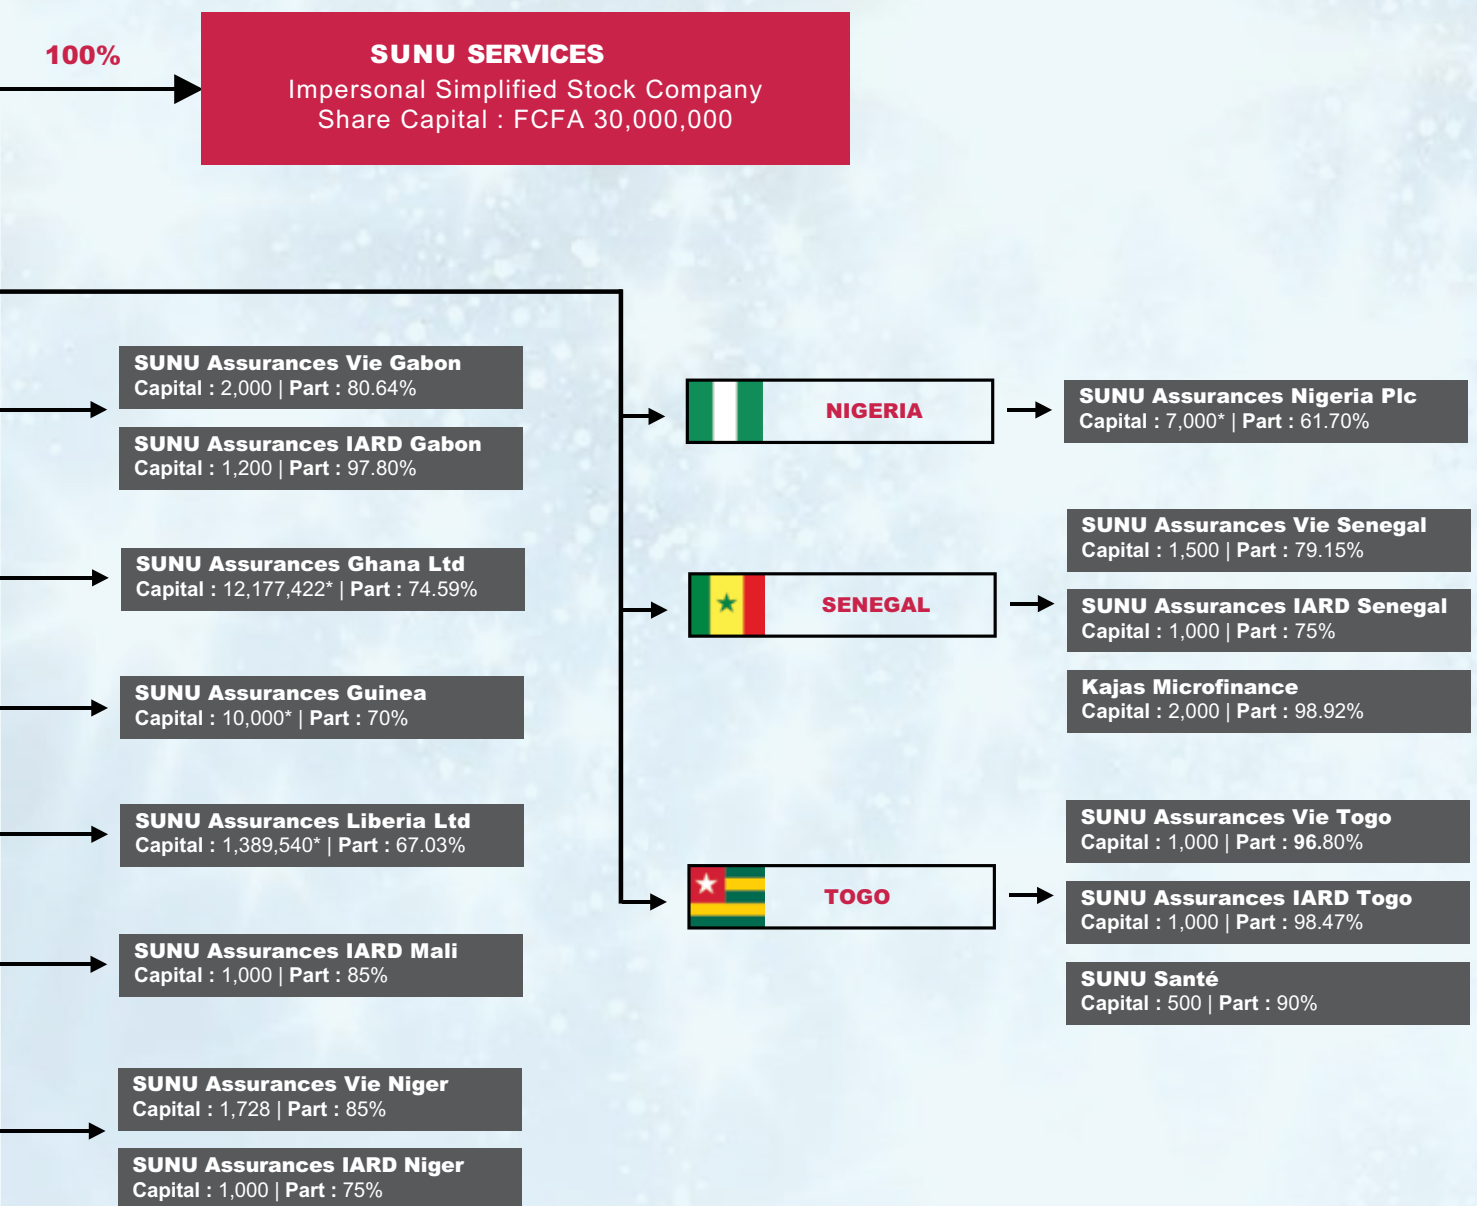 100%
SUNU SERVICES
Impersonal Simplified Stock Company
Share Capital : FCFA 30,000,000
SUNU Assurances Vie Gabon
Capital : 2,000 | Part : 80.64%
SUNU Assurances IARD Gabon
Capital : 1,200 | Part : 97.80%
SUNU Assurances Ghana Ltd
Capital : 12,177,422* | Part : 74.59%
SUNU Assurances Guinea
Capital : 10,000* | Part : 70%
SUNU Assurances Liberia Ltd
Capital : 1,389,540* | Part : 67.03%
SUNU Assurances IARD Mali
Capital : 1,000 | Part : 85%
SUNU Assurances Vie Niger
Capital : 1,728 | Part : 85%
SUNU Assurances IARD Niger
Capital : 1,000 | Part : 75%
NIGERIA
SUNU Assurances Nigeria Plc
Capital : 7,000* | Part : 61.70%
SENEGAL
SUNU Assurances Vie Senegal
Capital : 1,500 | Part : 79.15%
SUNU Assurances IARD Senegal
Capital : 1,000 | Part : 75%
Kajas Microfinance
Capital : 2,000 | Part : 98.92%
TOGO
SUNU Assurances Vie Togo
Capital : 1,000 | Part : 96.80%
SUNU Assurances IARD Togo
Capital : 1,000 | Part : 98.47%
SUNU Santé
Capital : 500 | Part : 90%